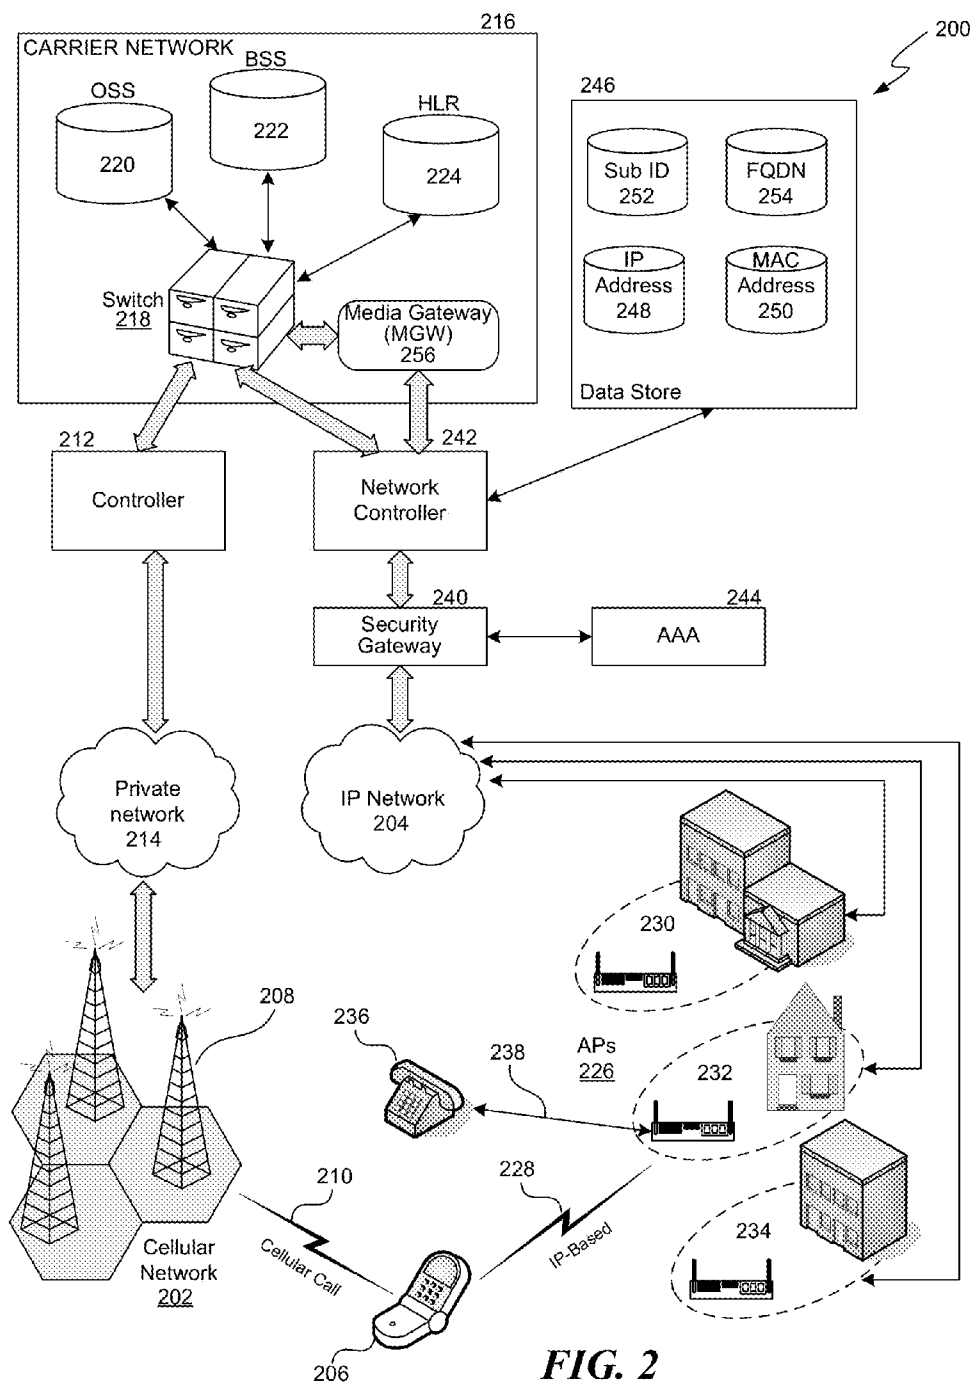 216
200
CARRIER NETWORK
BSS
OSS
HLR
222
220
224
246
Sub ID
252
FQDN
254
IP
Address
248
MAC
Address
250
Data Store
Switch
218
Media Gateway
(MGW)
256
212
Controller
242
Network
Controller
240
Security
Gateway
244
AAA
Private
network
214
IP Network
204
230
208
236
238
APs
226
232
210
228
234
Cellular Call
IP-Based
Cellular
Network
202
206
FIG. 2